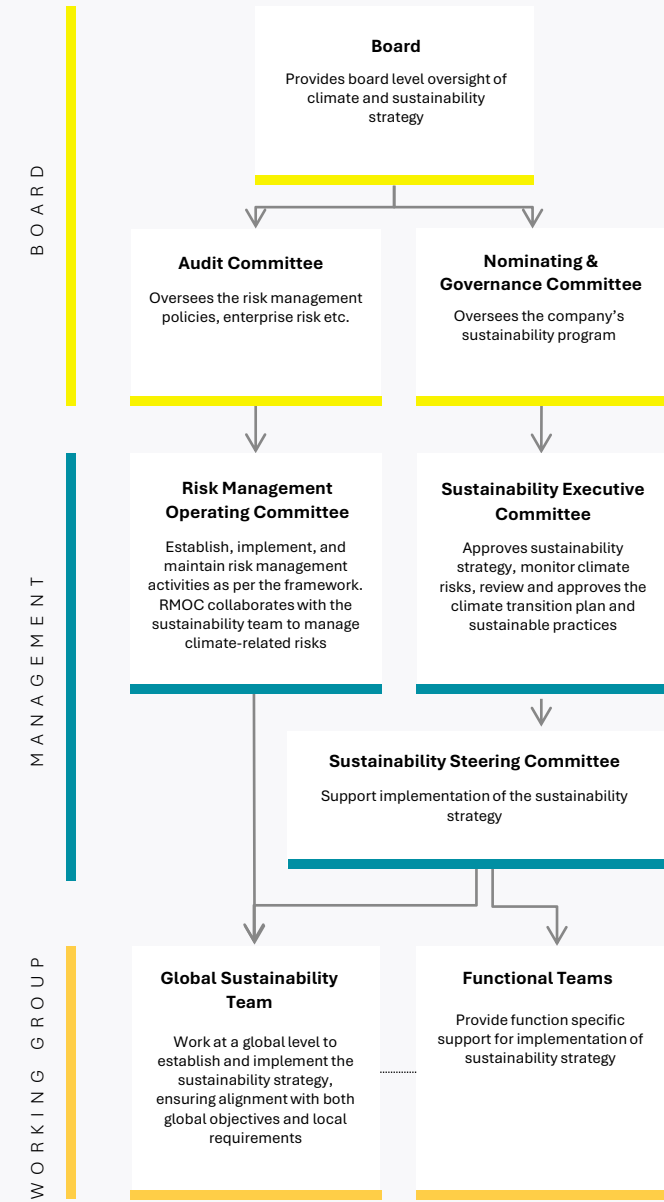 BOARD
Board
Provides board level oversight of
climate and sustainability
strategy
Audit Committee
Oversees the risk management
policies, enterprise risk etc.
Nominating &
Governance Committee
Oversees the company’s
sustainability program
MANAGEMENT
Risk Management
Operating Committee
Establish, implement, and
maintain risk management
activities as per the framework.
RMOC collaborates with the
sustainability team to manage
climate-related risks
Sustainability Executive
Committee
Approves sustainability
strategy, monitor climate
risks, review and approves the
climate transition plan and
sustainable practices
Sustainability Steering Committee
Support implementation of the sustainability
strategy
WORKING GROUP
Global Sustainability
Team
Work at a global level to
establish and implement the
sustainability strategy,
ensuring alignment with both
global objectives and local
requirements
Functional Teams
Provide function specific
support for implementation of
sustainability strategy